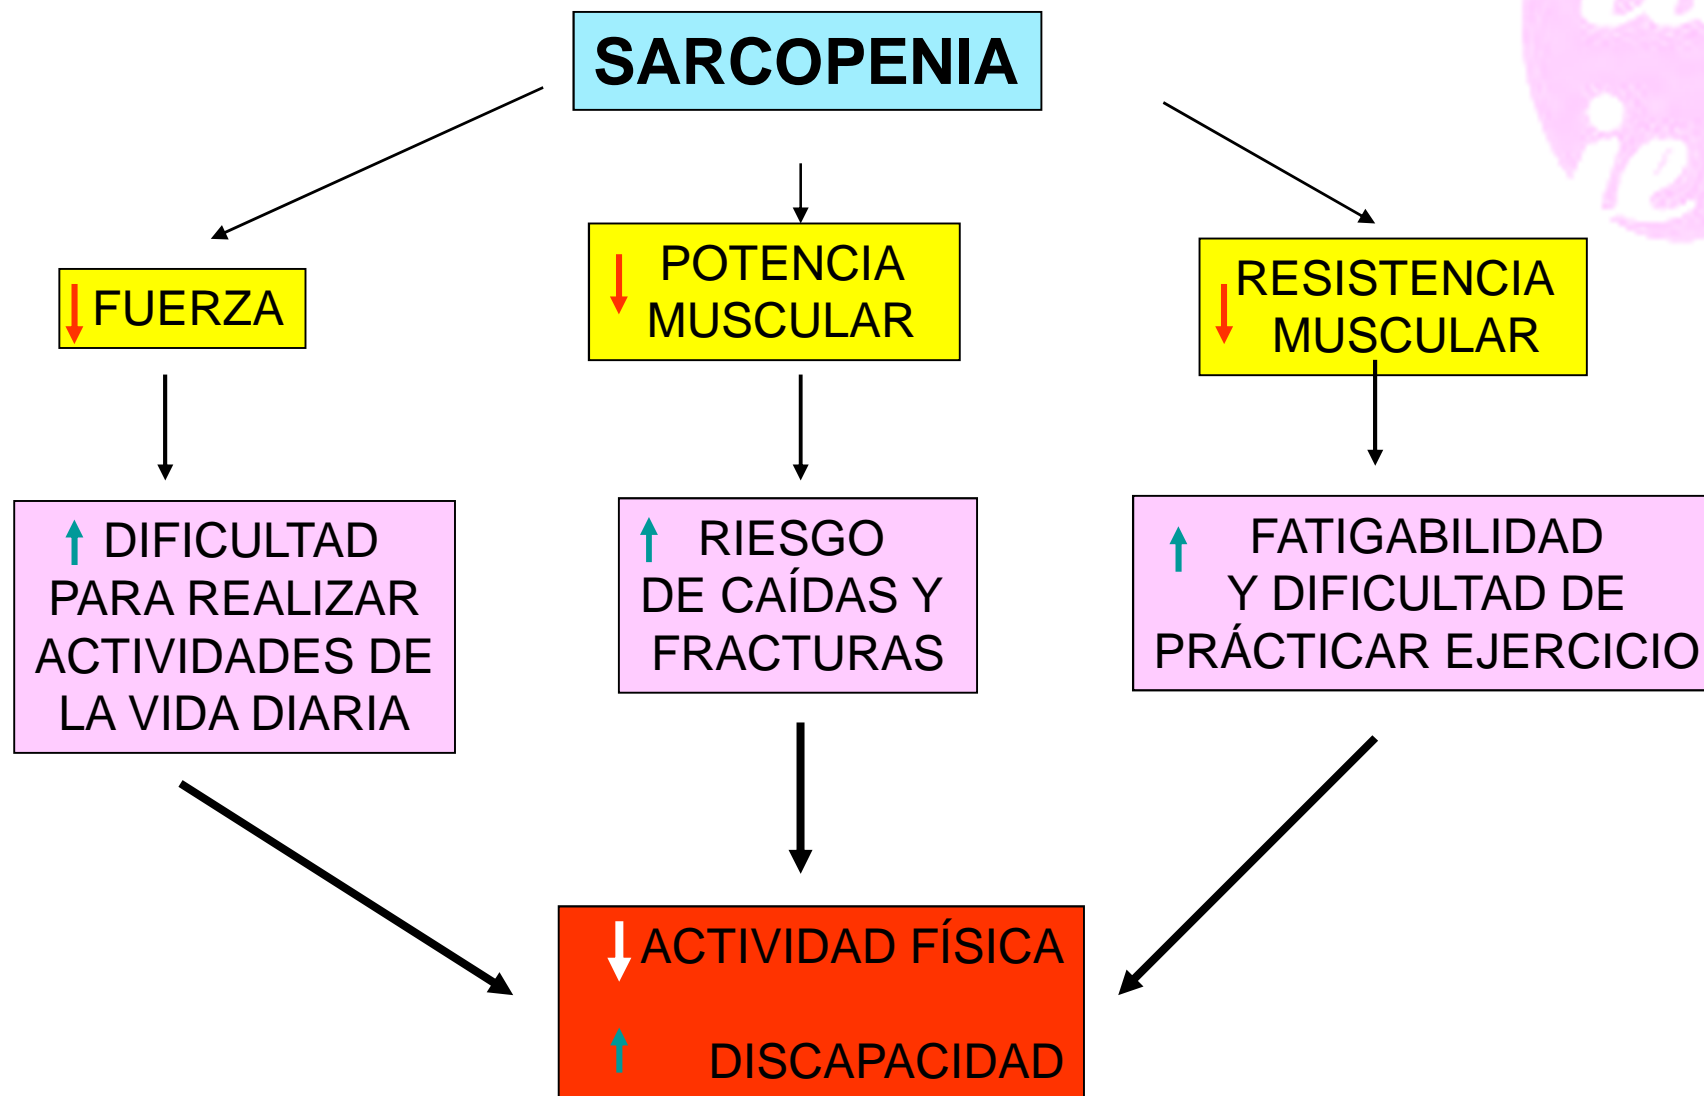 SARCOPENIA
FUERZA
POTENCIA
MUSCULAR
RESISTENCIA
MUSCULAR
DIFICULTAD
PARA REALIZAR
ACTIVIDADES DE
LA VIDA DIARIA
RIESGO
DE CAÍDAS Y
FRACTURAS
FATIGABILIDAD
Y DIFICULTAD DE
PRÁCTICAR EJERCICIO
ACTIVIDAD FÍSICA
DISCAPACIDAD